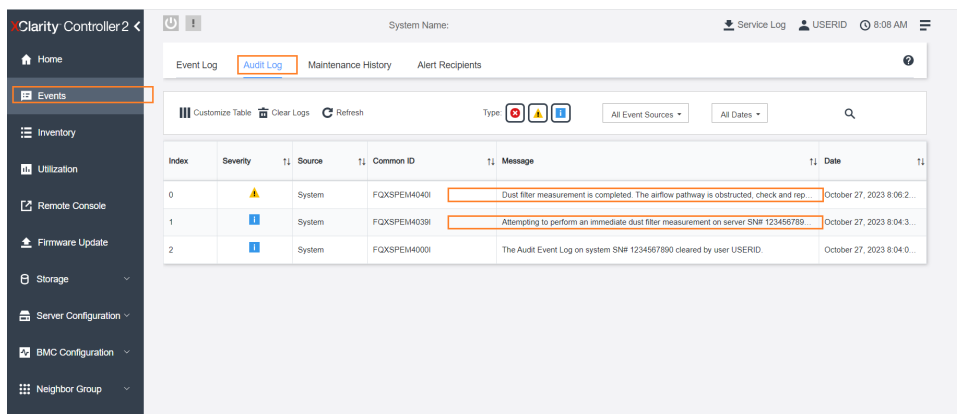 XClarity Controller 2
System Name:
Service Log
USERID
8:08 AM
Home
Events
Inventory
Utilization
Remote Console
Firmware Update
Storage
Server Configuration
BMC Configuration
Neighbor Group
Event Log Audit Log Maintenance History Alert Recipients
Customize Table Clear Logs Refresh Type: All Event Sources All Dates
Index Severity Source Common ID Message Date
0 System FQXSPEM4040I Dust filter measurement is completed. The airflow pathway is obstructed, check and rep... October 27, 2023 8:06:2...
1 System FQXSPEM4039I Attempting to perform an immediate dust filter measurement on server SN# 123456789... October 27, 2023 8:04:3...
2 System FQXSPEM4000I The Audit Event Log on system SN# 1234567890 cleared by user USERID. October 27, 2023 8:04:0...